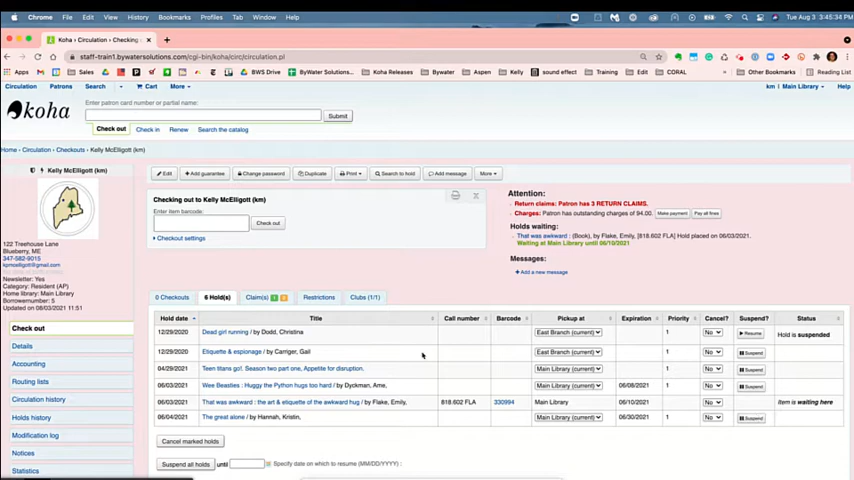 Chrome File Edit View History Bookmarks Profiles Tab Window Help Tue Aug 3 3:45:34 PM
Koha › Circulation › Checking × +
staff-train1.bywatersolutions.com/cgi-bin/koha/circ/circulation.pl
Apps M Sales BWS Drive ByWater Solutions... Koha Releases Bywater Aspen Kelly sound effect Training Edit CORAL Other Bookmarks Reading List
Circulation Patrons Search Cart More km | Main Library Help
koha
Enter patron card number or partial name:
Submit
Check out Check in Renew Search the catalog
Home › Circulation › Checkouts › Kelly McElligott (km)
Kelly McElligott (km)
122 Treehouse Lane
Blueberry, ME
347-582-9015
kpmcelligott@gmail.com
Newsletter: Yes
Category: Resident (AP)
Home library: Main Library
Borrowernumber: 5
Updated on 08/03/2021 11:51
Check out
Details
Accounting
Routing lists
Circulation history
Holds history
Modification log
Notices
Statistics
Edit Add guarantee Change password Duplicate Print Search to hold Add message More
Checking out to Kelly McElligott (km)
Enter item barcode:
Check out
Checkout settings
Attention:
Return claims: Patron has 3 RETURN CLAIMS.
Charges: Patron has outstanding charges of 94.00. Make payment Pay all fines
Holds waiting:
That was awkward : (Book), by Flake, Emily, [818.602 FLA] Hold placed on 06/03/2021.
Waiting at Main Library until 06/10/2021
Messages:
Add a new message
0 Checkouts 6 Hold(s) Claim(s) Restrictions Clubs (1/1)
Hold date Title Call number Barcode Pickup at Expiration Priority Cancel? Suspend? Status
12/29/2020 Dead girl running / by Dodd, Christina East Branch (current) 1 No Resume Hold is suspended
12/29/2020 Etiquette & espionage / by Carriger, Gail East Branch (current) 1 No Suspend
04/29/2021 Teen titans go!. Season two part one, Appetite for disruption. Main Library (current) 1 No Suspend
06/03/2021 Wee Beasties : Huggy the Python hugs too hard / by Dyckman, Ame, Main Library (current) 06/08/2021 1 No Suspend
06/03/2021 That was awkward : the art & etiquette of the awkward hug / by Flake, Emily, 818.602 FLA 330994 Main Library 06/10/2021 1 No Item is waiting here
06/04/2021 The great alone / by Hannah, Kristin, Main Library (current) 06/30/2021 1 No Suspend
Cancel marked holds
Suspend all holds until Specify date on which to resume (MM/DD/YYYY) :